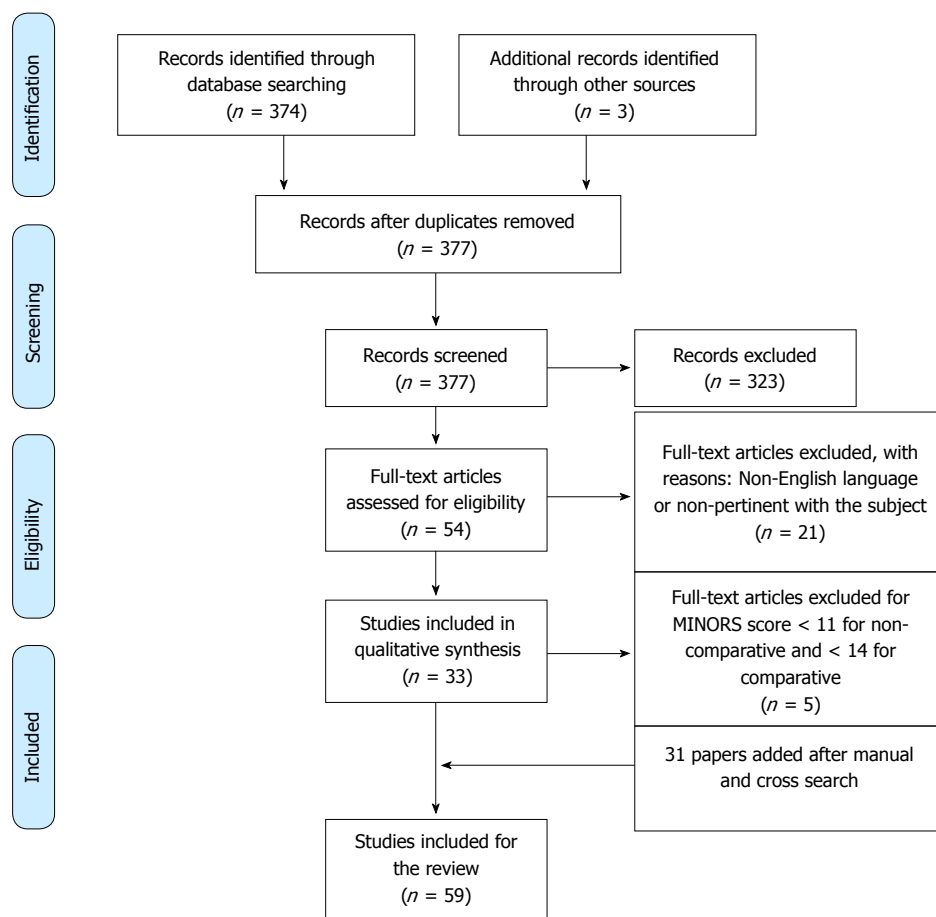 Identification
Records identified through
database searching
(n = 374)
Additional records identified
through other sources
(n = 3)
Records after duplicates removed
(n = 377)
Screening
Records screened
(n = 377)
Records excluded
(n = 323)
Eligibility
Full-text articles
assessed for eligibility
(n = 54)
Full-text articles excluded, with
reasons: Non-English language
or non-pertinent with the subject
(n = 21)
Studies included in
qualitative synthesis
(n = 33)
Full-text articles excluded for
MINORS score < 11 for non-
comparative and < 14 for
comparative
(n = 5)
Included
31 papers added after manual
and cross search
Studies included for
the review
(n = 59)